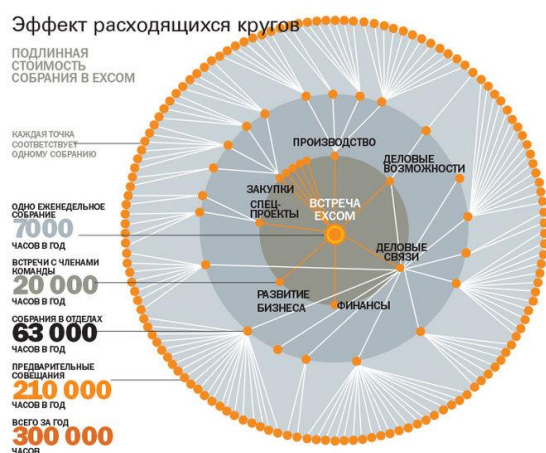 Эффект расходящихся кругов
ПОДЛИННАЯ
СТОИМОСТЬ
СОБРАНИЯ В EXCOM
КАЖДАЯ ТОЧКА
СООТВЕТСТВУЕТ
ОДНОМУ СОБРАНИЮ
ОДНО ЕЖЕНЕДЕЛЬНОЕ
СОБРАНИЕ
7000
ЧАСОВ В ГОД
ВСТРЕЧИ С ЧЛЕНАМИ
КОМАНДЫ
20 000
ЧАСОВ В ГОД
СОБРАНИЯ В ОТДЕЛАХ
63 000
ЧАСОВ В ГОД
ПРЕДВАРИТЕЛЬНЫЕ
СОВЕЩАНИЯ
210 000
ЧАСОВ В ГОД
ВСЕГО ЗА ГОД
300 000
ЧАСОВ
ПРОИЗВОДСТВО
ДЕЛОВЫЕ
ВОЗМОЖНОСТИ
ЗАКУПКИ
СПЕЦ-
ПРОЕКТЫ
ВСТРЕЧА
EXCOM
ДЕЛОВЫЕ
СВЯЗИ
РАЗВИТИЕ
БИЗНЕСА
ФИНАНСЫ